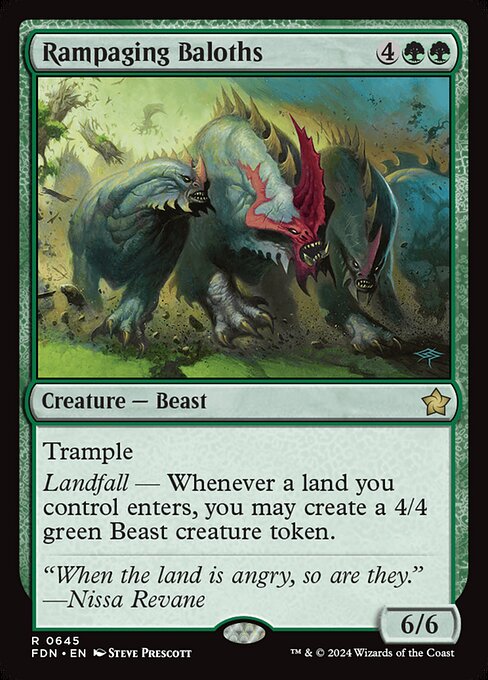 Rampaging Baloths 4
Creature — Beast
Trample
Landfall — Whenever a land you
control enters, you may create a 4/4
green Beast creature token.
“When the land is angry, so are they.”
—Nissa Revane
6/6
R 0645
FDN • EN Steve Prescott
™ & © 2024 Wizards of the Coast